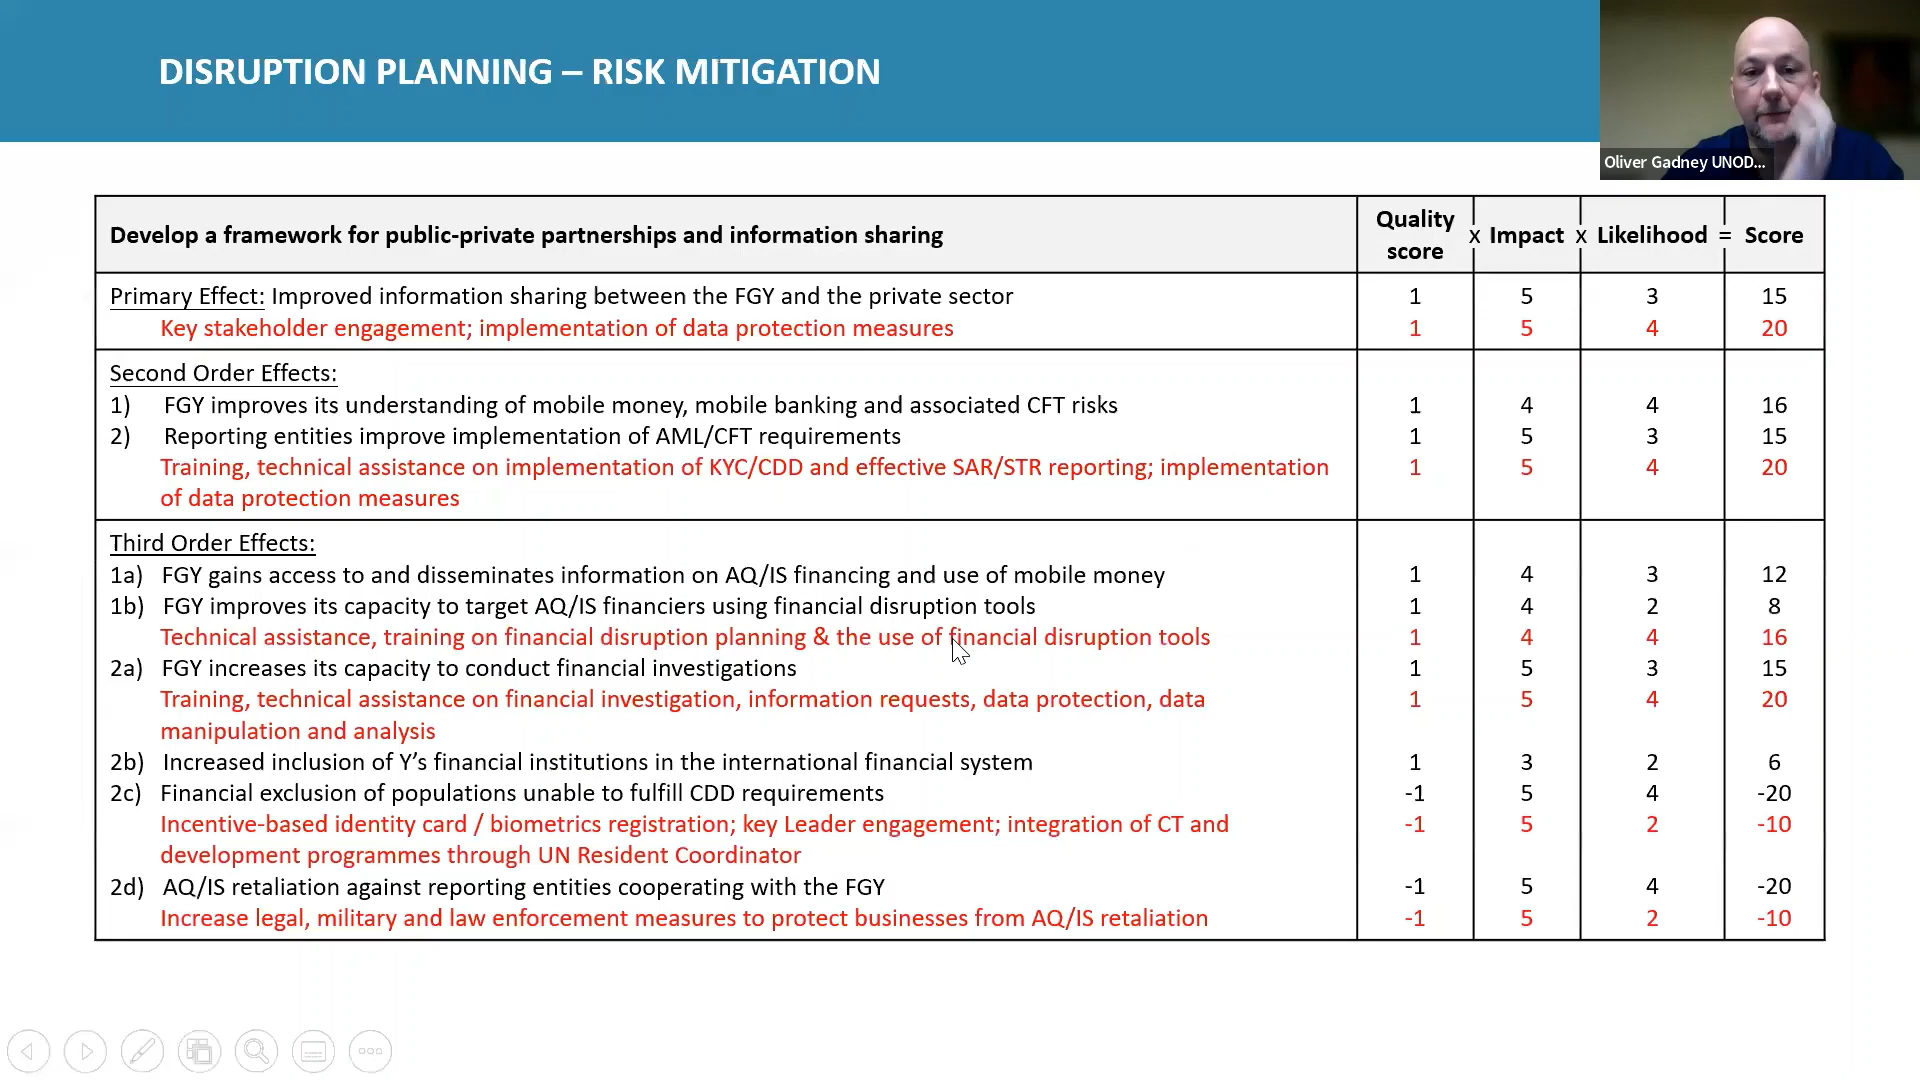 DISRUPTION PLANNING – RISK MITIGATION
Oliver Gadney UNOD...
Develop a framework for public-private partnerships and information sharing
Quality score x Impact x Likelihood = Score
Primary Effect: Improved information sharing between the FGY and the private sector 1 5 3 15
Key stakeholder engagement; implementation of data protection measures 1 5 4 20
Second Order Effects:
1) FGY improves its understanding of mobile money, mobile banking and associated CFT risks 1 4 4 16
2) Reporting entities improve implementation of AML/CFT requirements 1 5 3 15
Training, technical assistance on implementation of KYC/CDD and effective SAR/STR reporting; implementation 1 5 4 20
of data protection measures
Third Order Effects:
1a) FGY gains access to and disseminates information on AQ/IS financing and use of mobile money 1 4 3 12
1b) FGY improves its capacity to target AQ/IS financiers using financial disruption tools 1 4 2 8
Technical assistance, training on financial disruption planning & the use of financial disruption tools 1 4 4 16
2a) FGY increases its capacity to conduct financial investigations 1 5 3 15
Training, technical assistance on financial investigation, information requests, data protection, data 1 5 4 20
manipulation and analysis
2b) Increased inclusion of Y’s financial institutions in the international financial system 1 3 2 6
2c) Financial exclusion of populations unable to fulfill CDD requirements -1 5 4 -20
Incentive-based identity card / biometrics registration; key Leader engagement; integration of CT and -1 5 2 -10
development programmes through UN Resident Coordinator
2d) AQ/IS retaliation against reporting entities cooperating with the FGY -1 5 4 -20
Increase legal, military and law enforcement measures to protect businesses from AQ/IS retaliation -1 5 2 -10